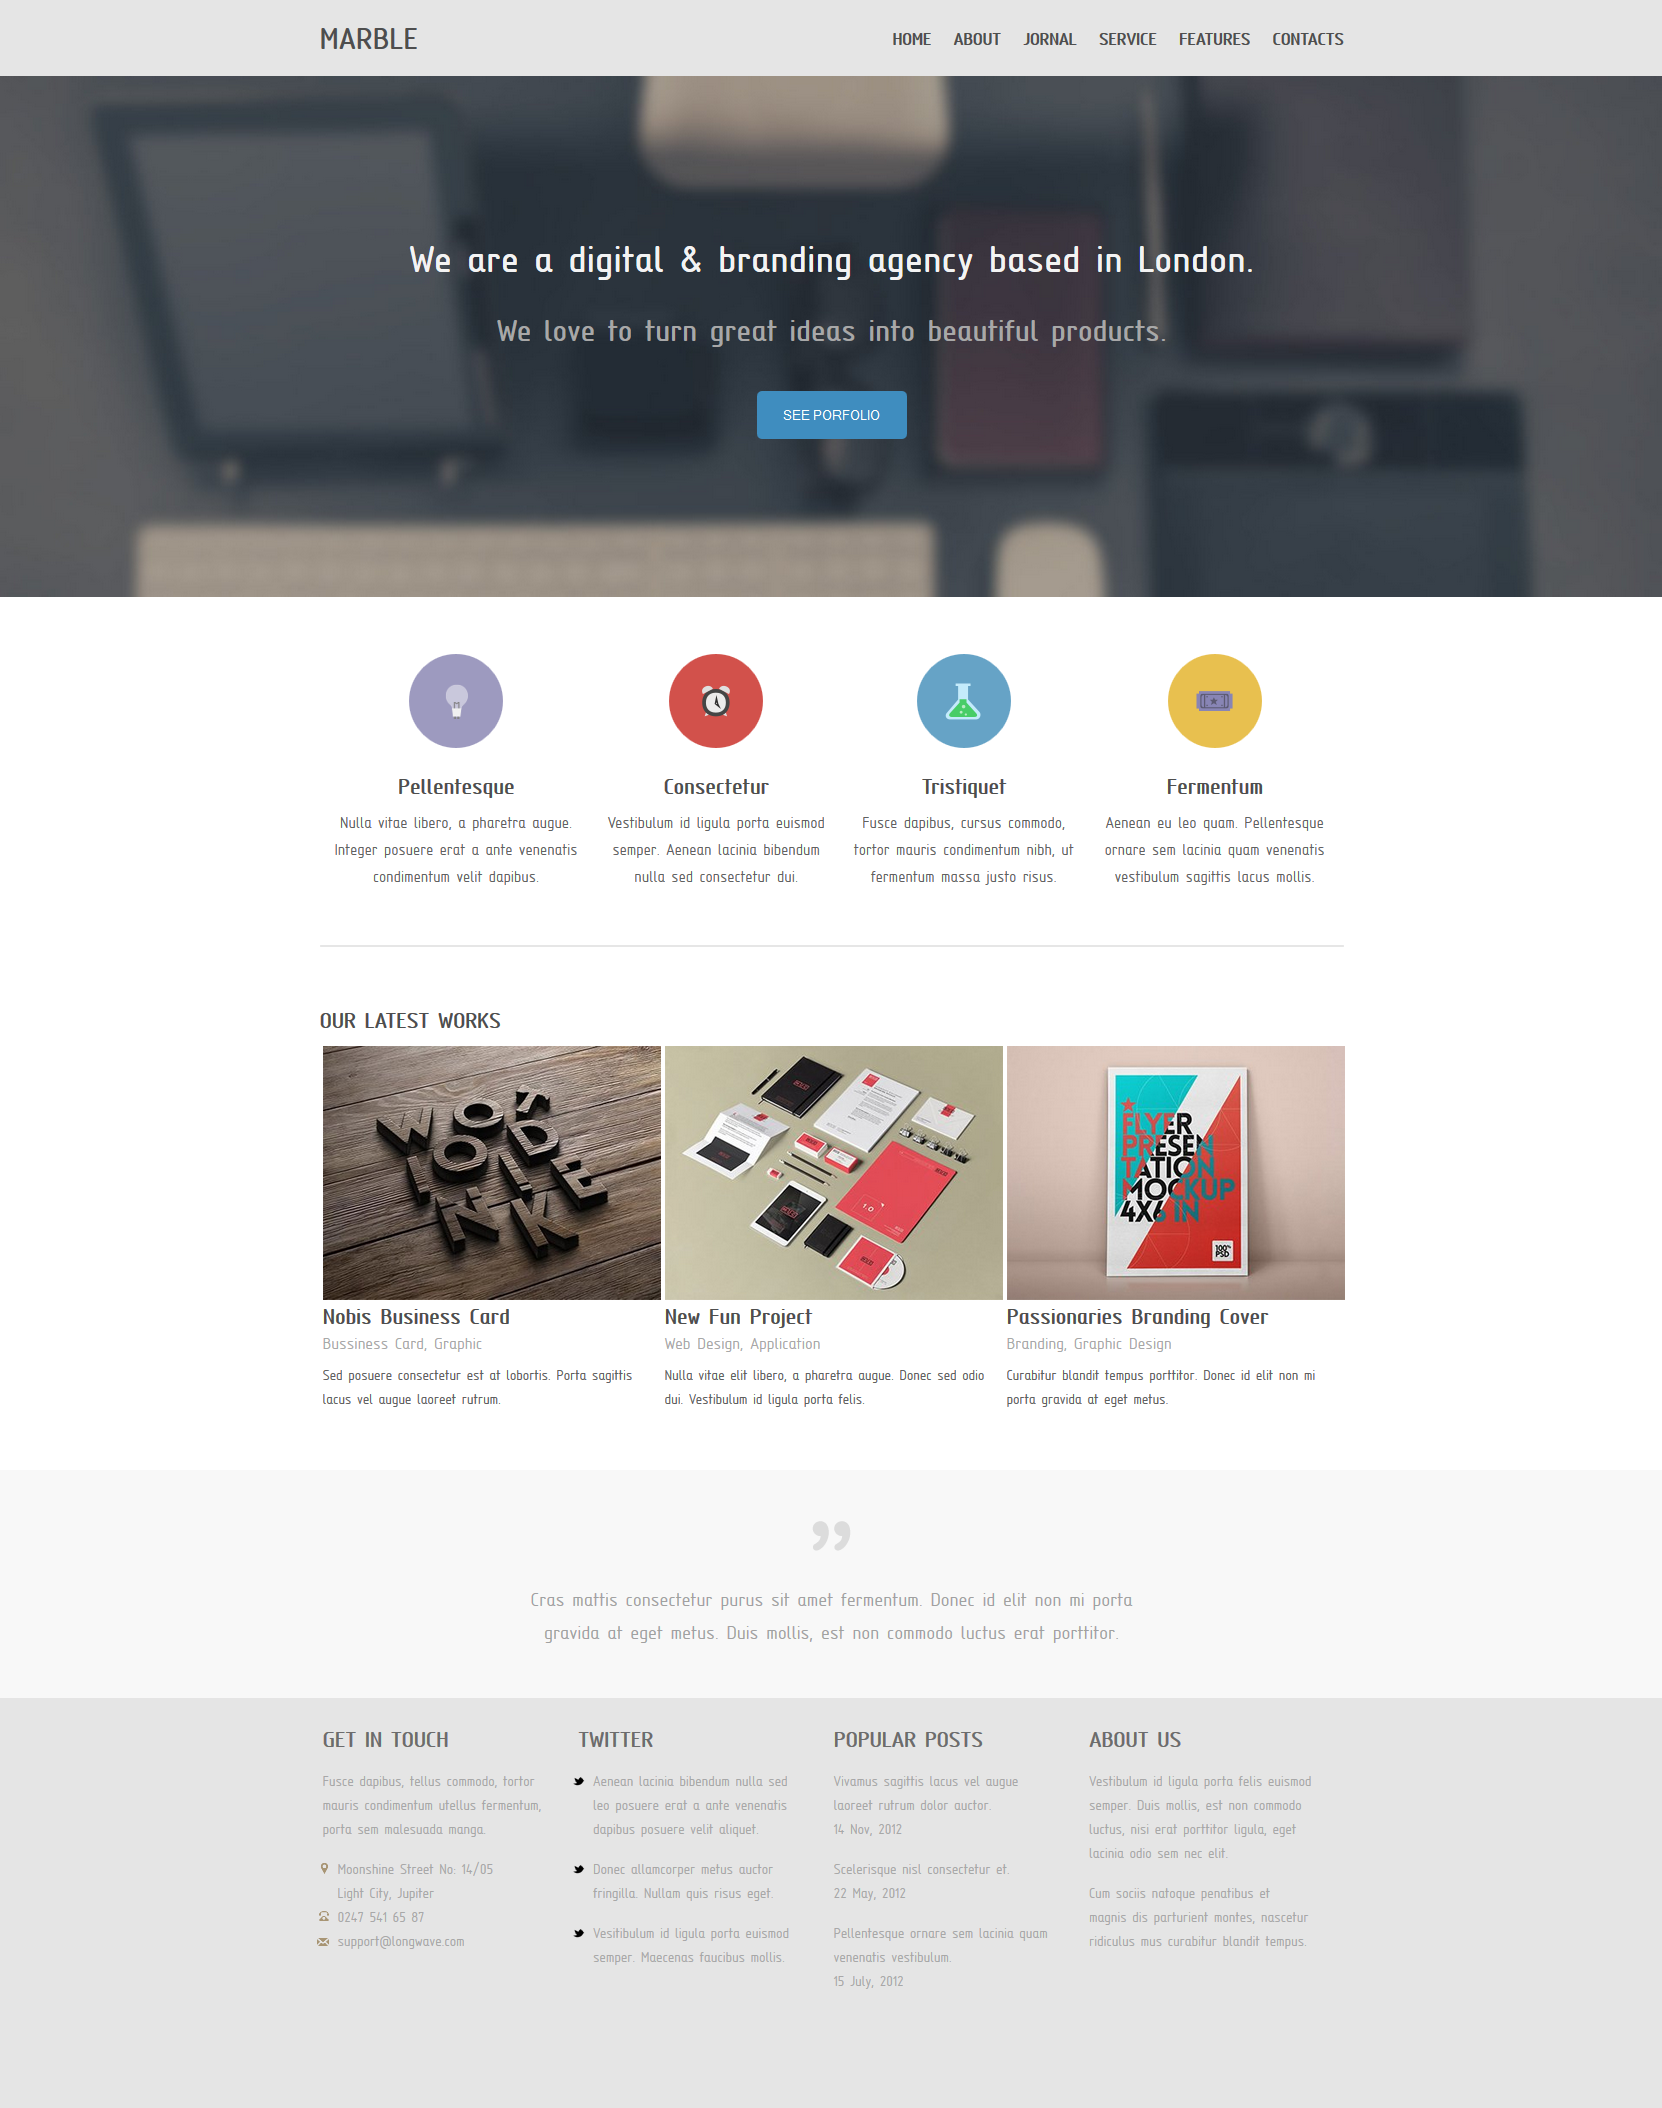 MARBLE
HOME ABOUT JORNAL SERVICE FEATURES CONTACTS
We are a digital & branding agency based in London.
We love to turn great ideas into beautiful products.
SEE PORFOLIO
Pellentesque
Nulla vitae libero, a pharetra augue.
Integer posuere erat a ante venenatis
condimentum velit dapibus.
Consectetur
Vestibulum id ligula porta euismod
semper. Aenean lacinia bibendum
nulla sed consectetur dui.
Tristiquet
Fusce dapibus, cursus commodo,
tortor mauris condimentum nibh, ut
fermentum massa justo risus.
Fermentum
Aenean eu leo quam. Pellentesque
ornare sem lacinia quam venenatis
vestibulum sagittis lacus mollis.
OUR LATEST WORKS
FLYER
PRESEN
TATION
MOCKUP
4X6 IN
100%
PSD
Nobis Business Card
Bussiness Card, Graphic
Sed posuere consectetur est at lobortis. Porta sagittis
lacus vel augue laoreet rutrum.
New Fun Project
Web Design, Application
Nulla vitae elit libero, a pharetra augue. Donec sed odio
dui. Vestibulum id ligula porta felis.
Passionaries Branding Cover
Branding, Graphic Design
Curabitur blandit tempus porttitor. Donec id elit non mi
porta gravida at eget metus.
”
Cras mattis consectetur purus sit amet fermentum. Donec id elit non mi porta
gravida at eget metus. Duis mollis, est non commodo luctus erat porttitor.
GET IN TOUCH
Fusce dapibus, tellus commodo, tortor
mauris condimentum utellus fermentum,
porta sem malesuada manga.
Moonshine Street No: 14/05
Light City, Jupiter
0247 541 65 87
support@longwave.com
TWITTER
Aenean lacinia bibendum nulla sed
leo posuere erat a ante venenatis
dapibus posuere velit aliquet.
Donec allamcorper metus auctor
fringilla. Nullam quis risus eget.
Vesitibulum id ligula porta euismod
semper. Maecenas faucibus mollis.
POPULAR POSTS
Vivamus sagittis lacus vel augue
laoreet rutrum dolor auctor.
14 Nov, 2012
Scelerisque nisl consectetur et.
22 May, 2012
Pellentesque ornare sem lacinia quam
venenatis vestibulum.
15 July, 2012
ABOUT US
Vestibulum id ligula porta felis euismod
semper. Duis mollis, est non commodo
luctus, nisi erat porttitor ligula, eget
lacinia odio sem nec elit.
Cum sociis natoque penatibus et
magnis dis parturient montes, nascetur
ridiculus mus curabitur blandit tempus.